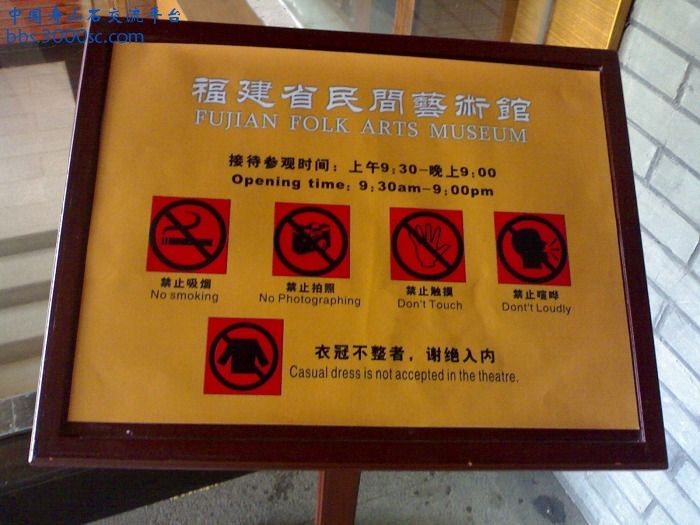 中国寿山石交流平台
bbs.3000sc.com
福建省民間藝術館
FUJIAN FOLK ARTS MUSEUM
接待参观时间：上午9:30-晚上9:00
Opening time: 9:30am-9:00pm
禁止吸烟
No smoking
禁止拍照
No Photographing
禁止触摸
Don't Touch
禁止喧哗
Dont't Loudly
衣冠不整者，谢绝入内
Casual dress is not accepted in the theatre.